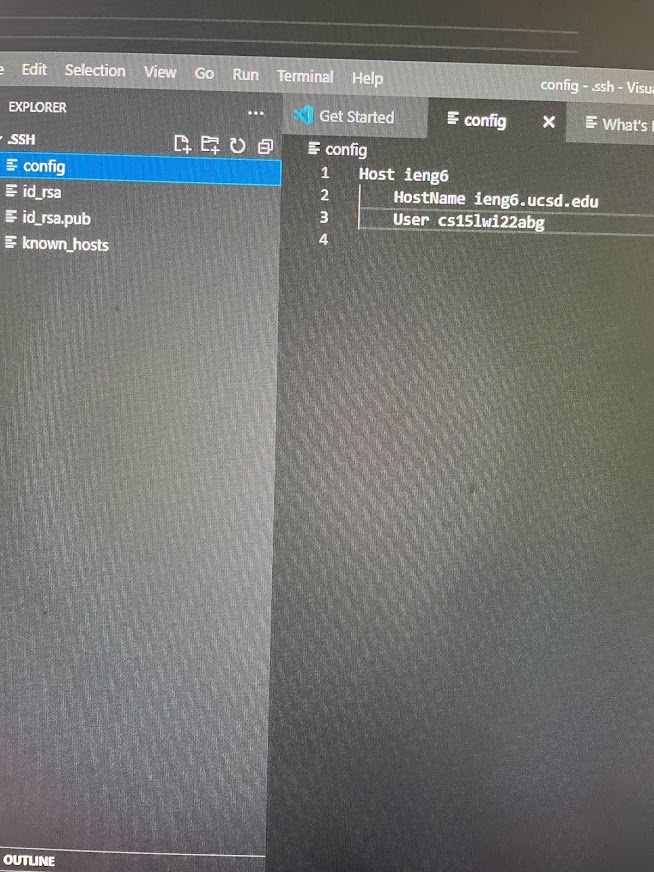 Edit Selection View Go Run Terminal Help
config - .ssh - Visua
EXPLORER
...
Get Started
config
What's
.SSH
config
config
id_rsa
id_rsa.pub
known_hosts
1 Host ieng6
2 HostName ieng6.ucsd.edu
3 User cs15lwi22abg
4
OUTLINE